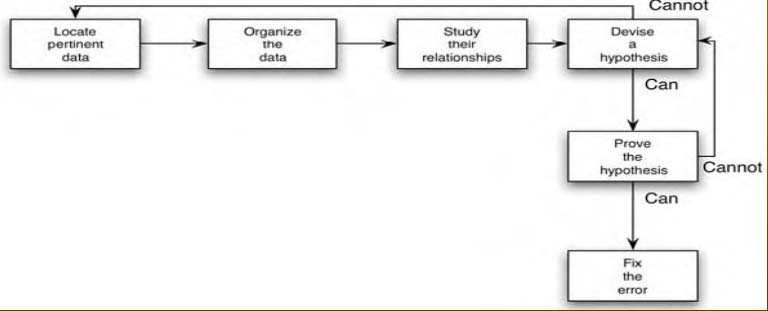 Cannot
Locate
pertinent
data
Organize
the
data
Study
their
relationships
Devise
a
hypothesis
Can
Prove
the
hypothesis
Cannot
Can
Fix
the
error